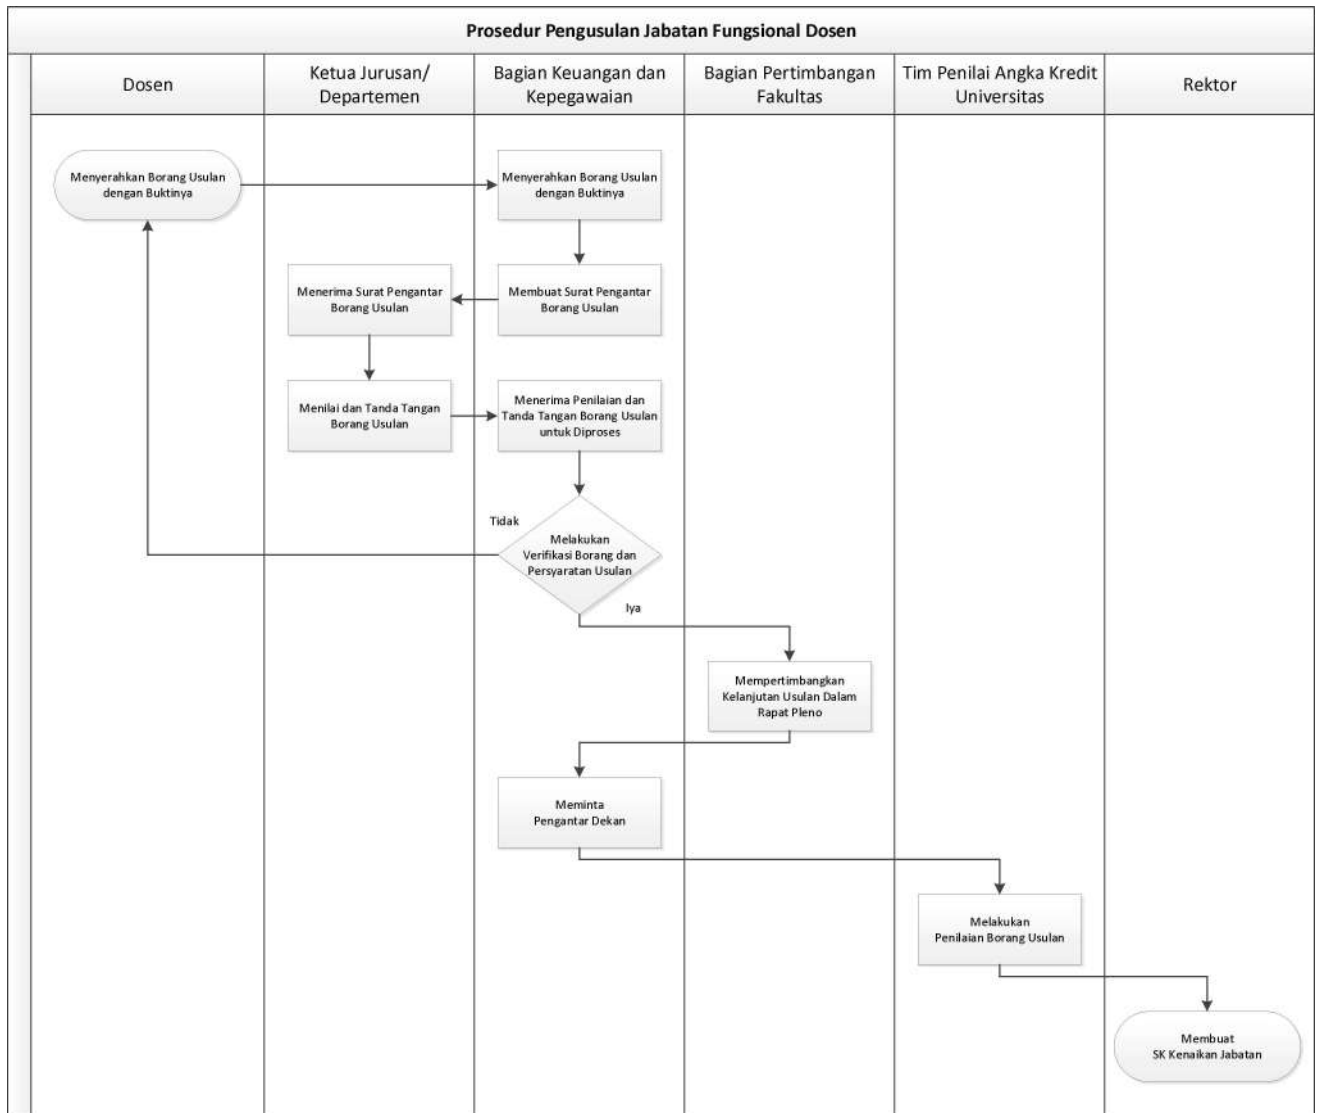 Prosedur Pengusulan Jabatan Fungsional Dosen
Dosen
Ketua Jurusan/
Departemen
Bagian Keuangan dan
Kepegawaian
Bagian Pertimbangan
Fakultas
Tim Penilai Angka Kredit
Universitas
Rektor
Menyerahkan Borang Usulan
dengan Buktinya
Menyerahkan Borang Usulan
dengan Buktinya
Menerima Surat Pengantar
Borang Usulan
Membuat Surat Pengantar
Borang Usulan
Menilai dan Tanda Tangan
Borang Usulan
Menerima Penilaian dan
Tanda Tangan Borang Usulan
untuk Diproses
Tidak
Melakukan
Verifikasi Borang dan
Persyaratan Usulan
Iya
Mempertimbangkan
Kelanjutan Usulan Dalam
Rapat Pleno
Meminta
Pengantar Dekan
Melakukan
Penilaian Borang Usulan
Membuat
SK Kenaikan Jabatan